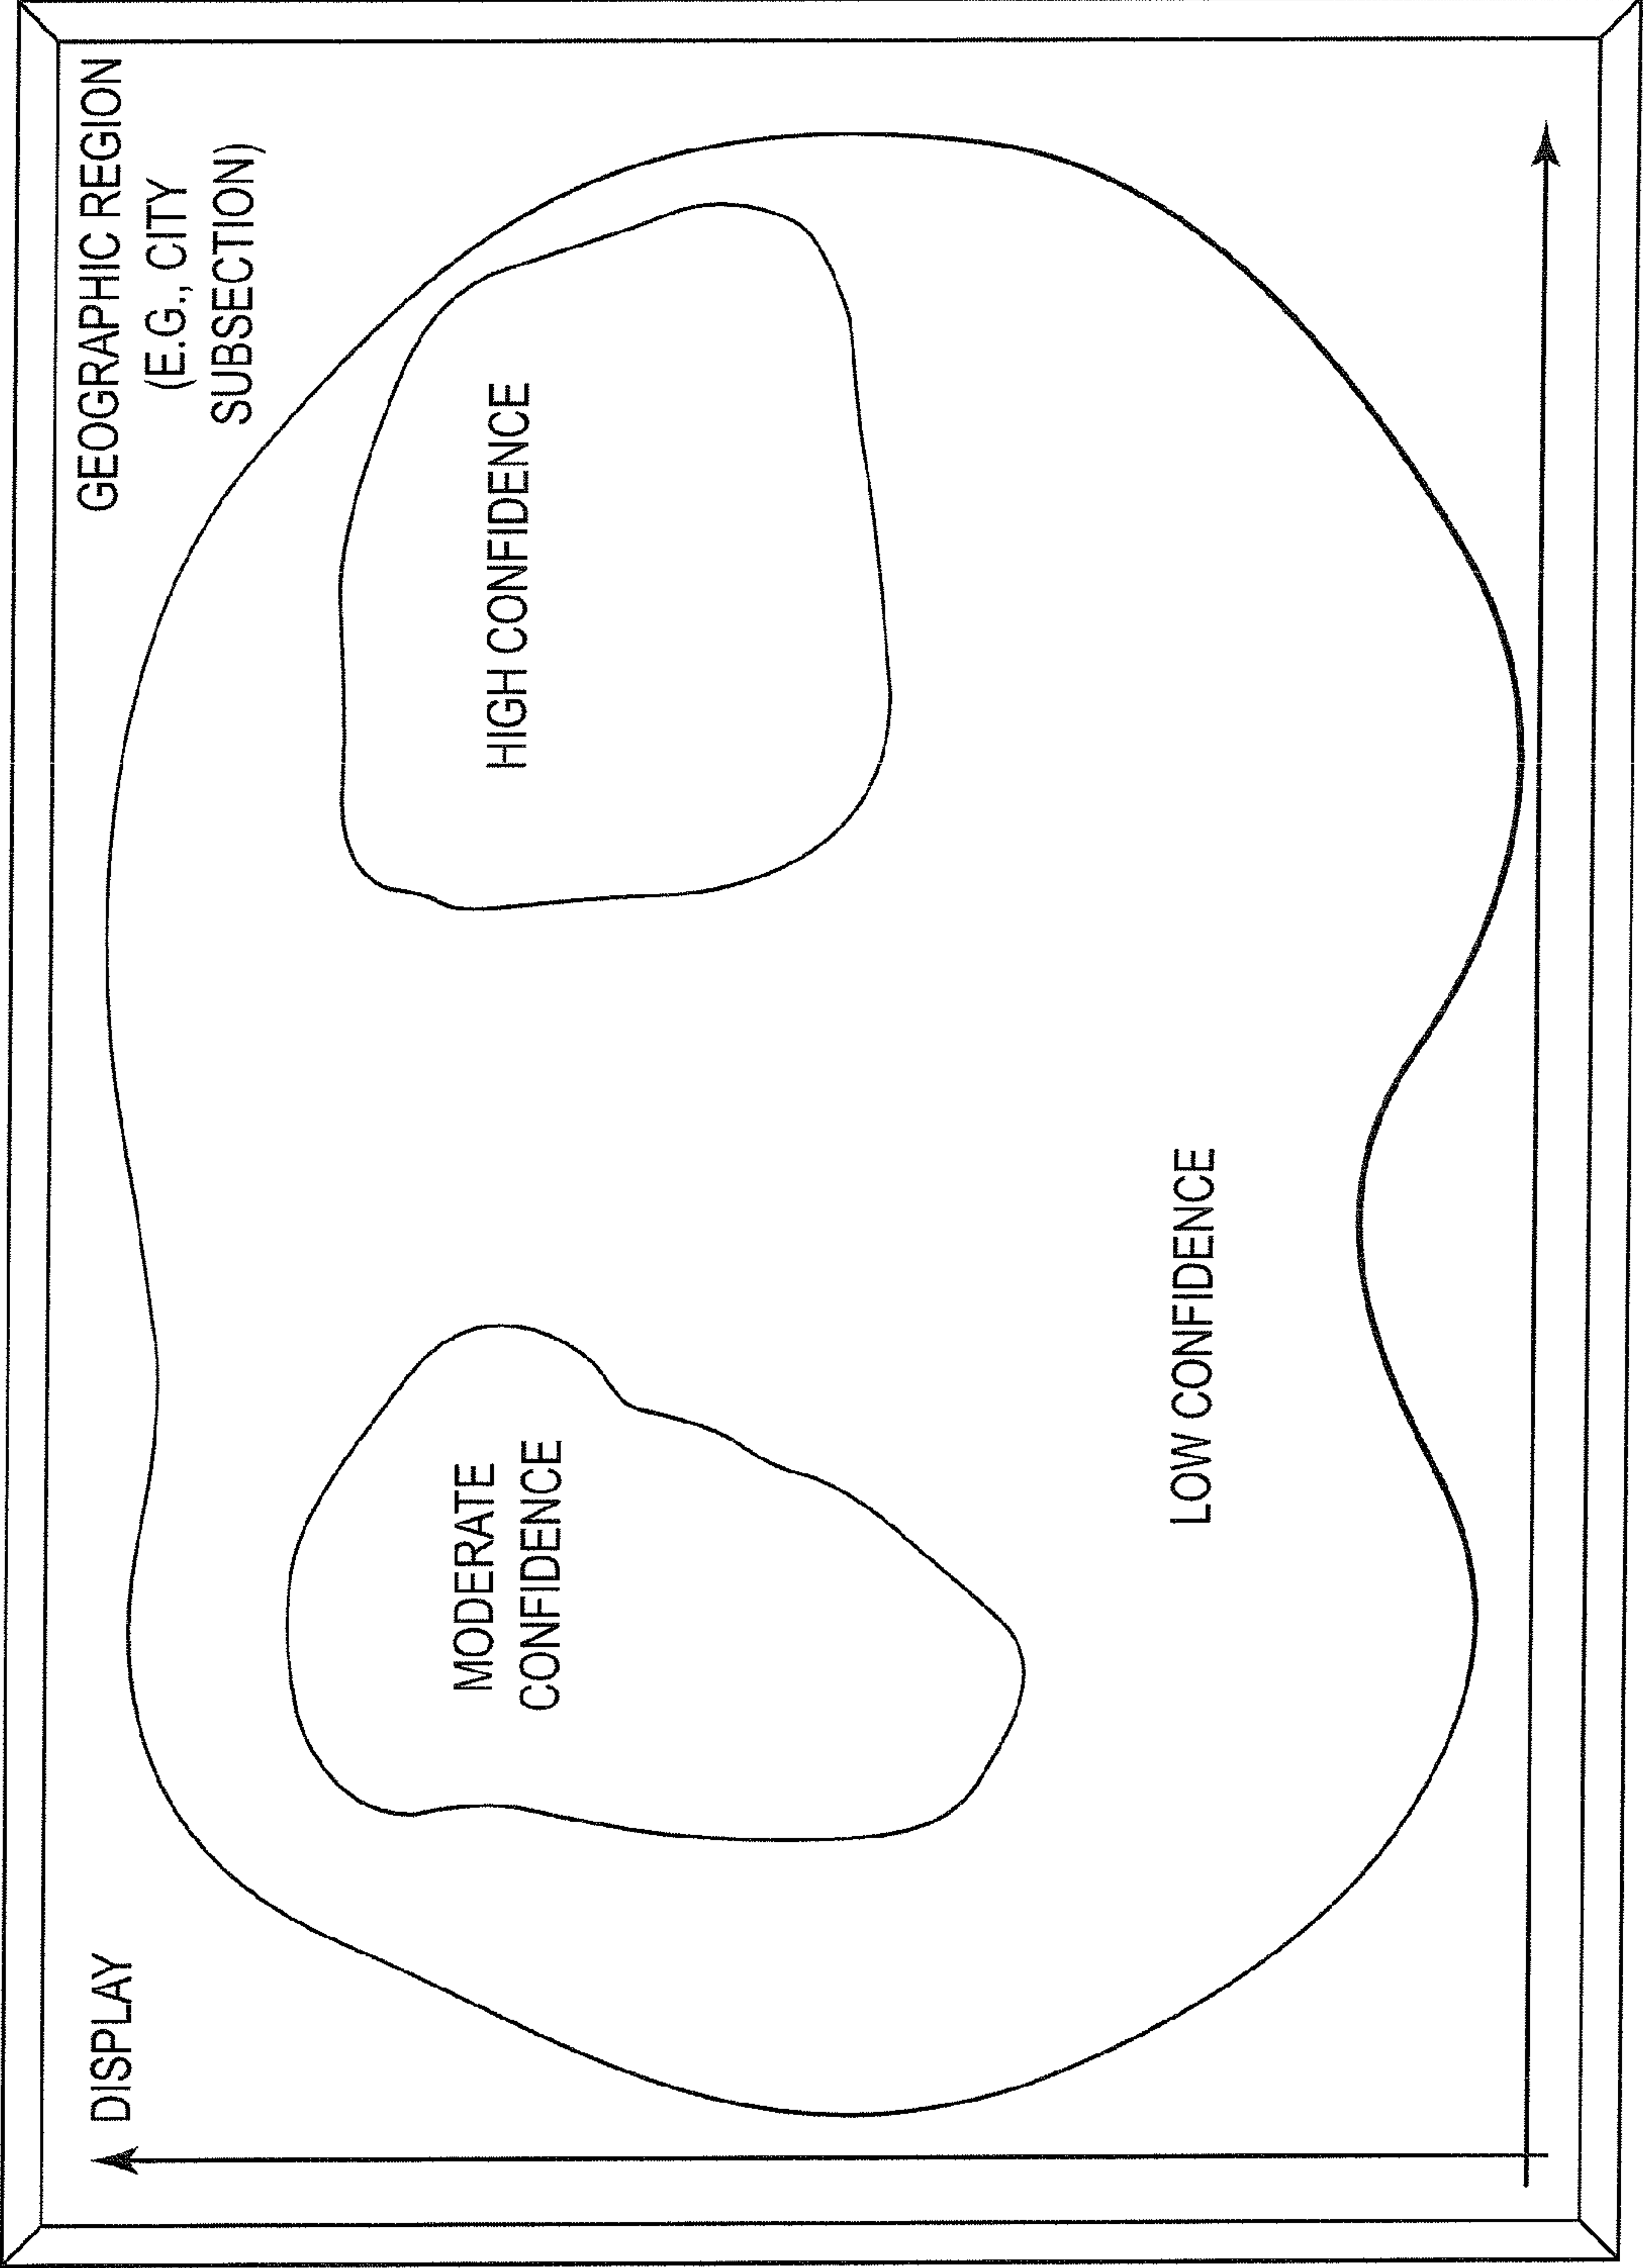 DISPLAY
GEOGRAPHIC REGION
(E.G., CITY
SUBSECTION)
MODERATE
CONFIDENCE
HIGH CONFIDENCE
LOW CONFIDENCE